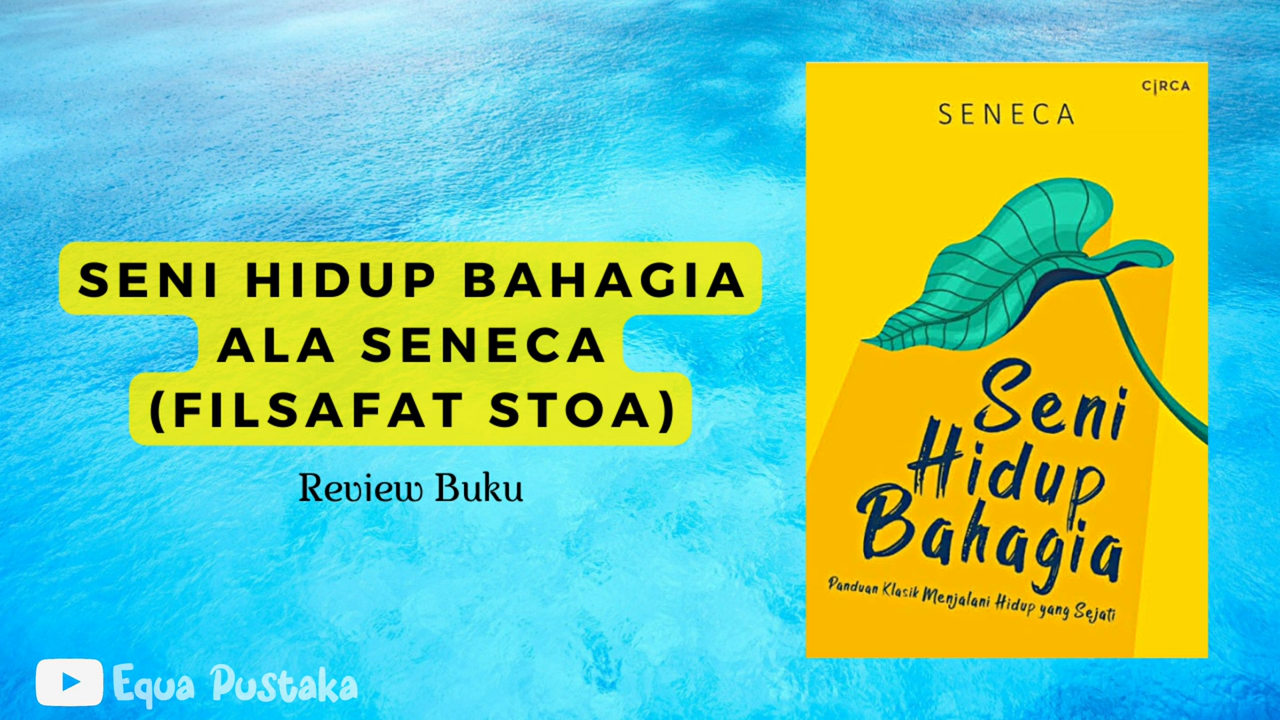 SENI HIDUP BAHAGIA
ALA SENECA
(FILSAFAT STOA)
Review Buku
Equa Pustaka
CIRCA
SENECA
Seni
Hidup
Bahagia
Panduan Klasik Menjalani Hidup yang Sejati